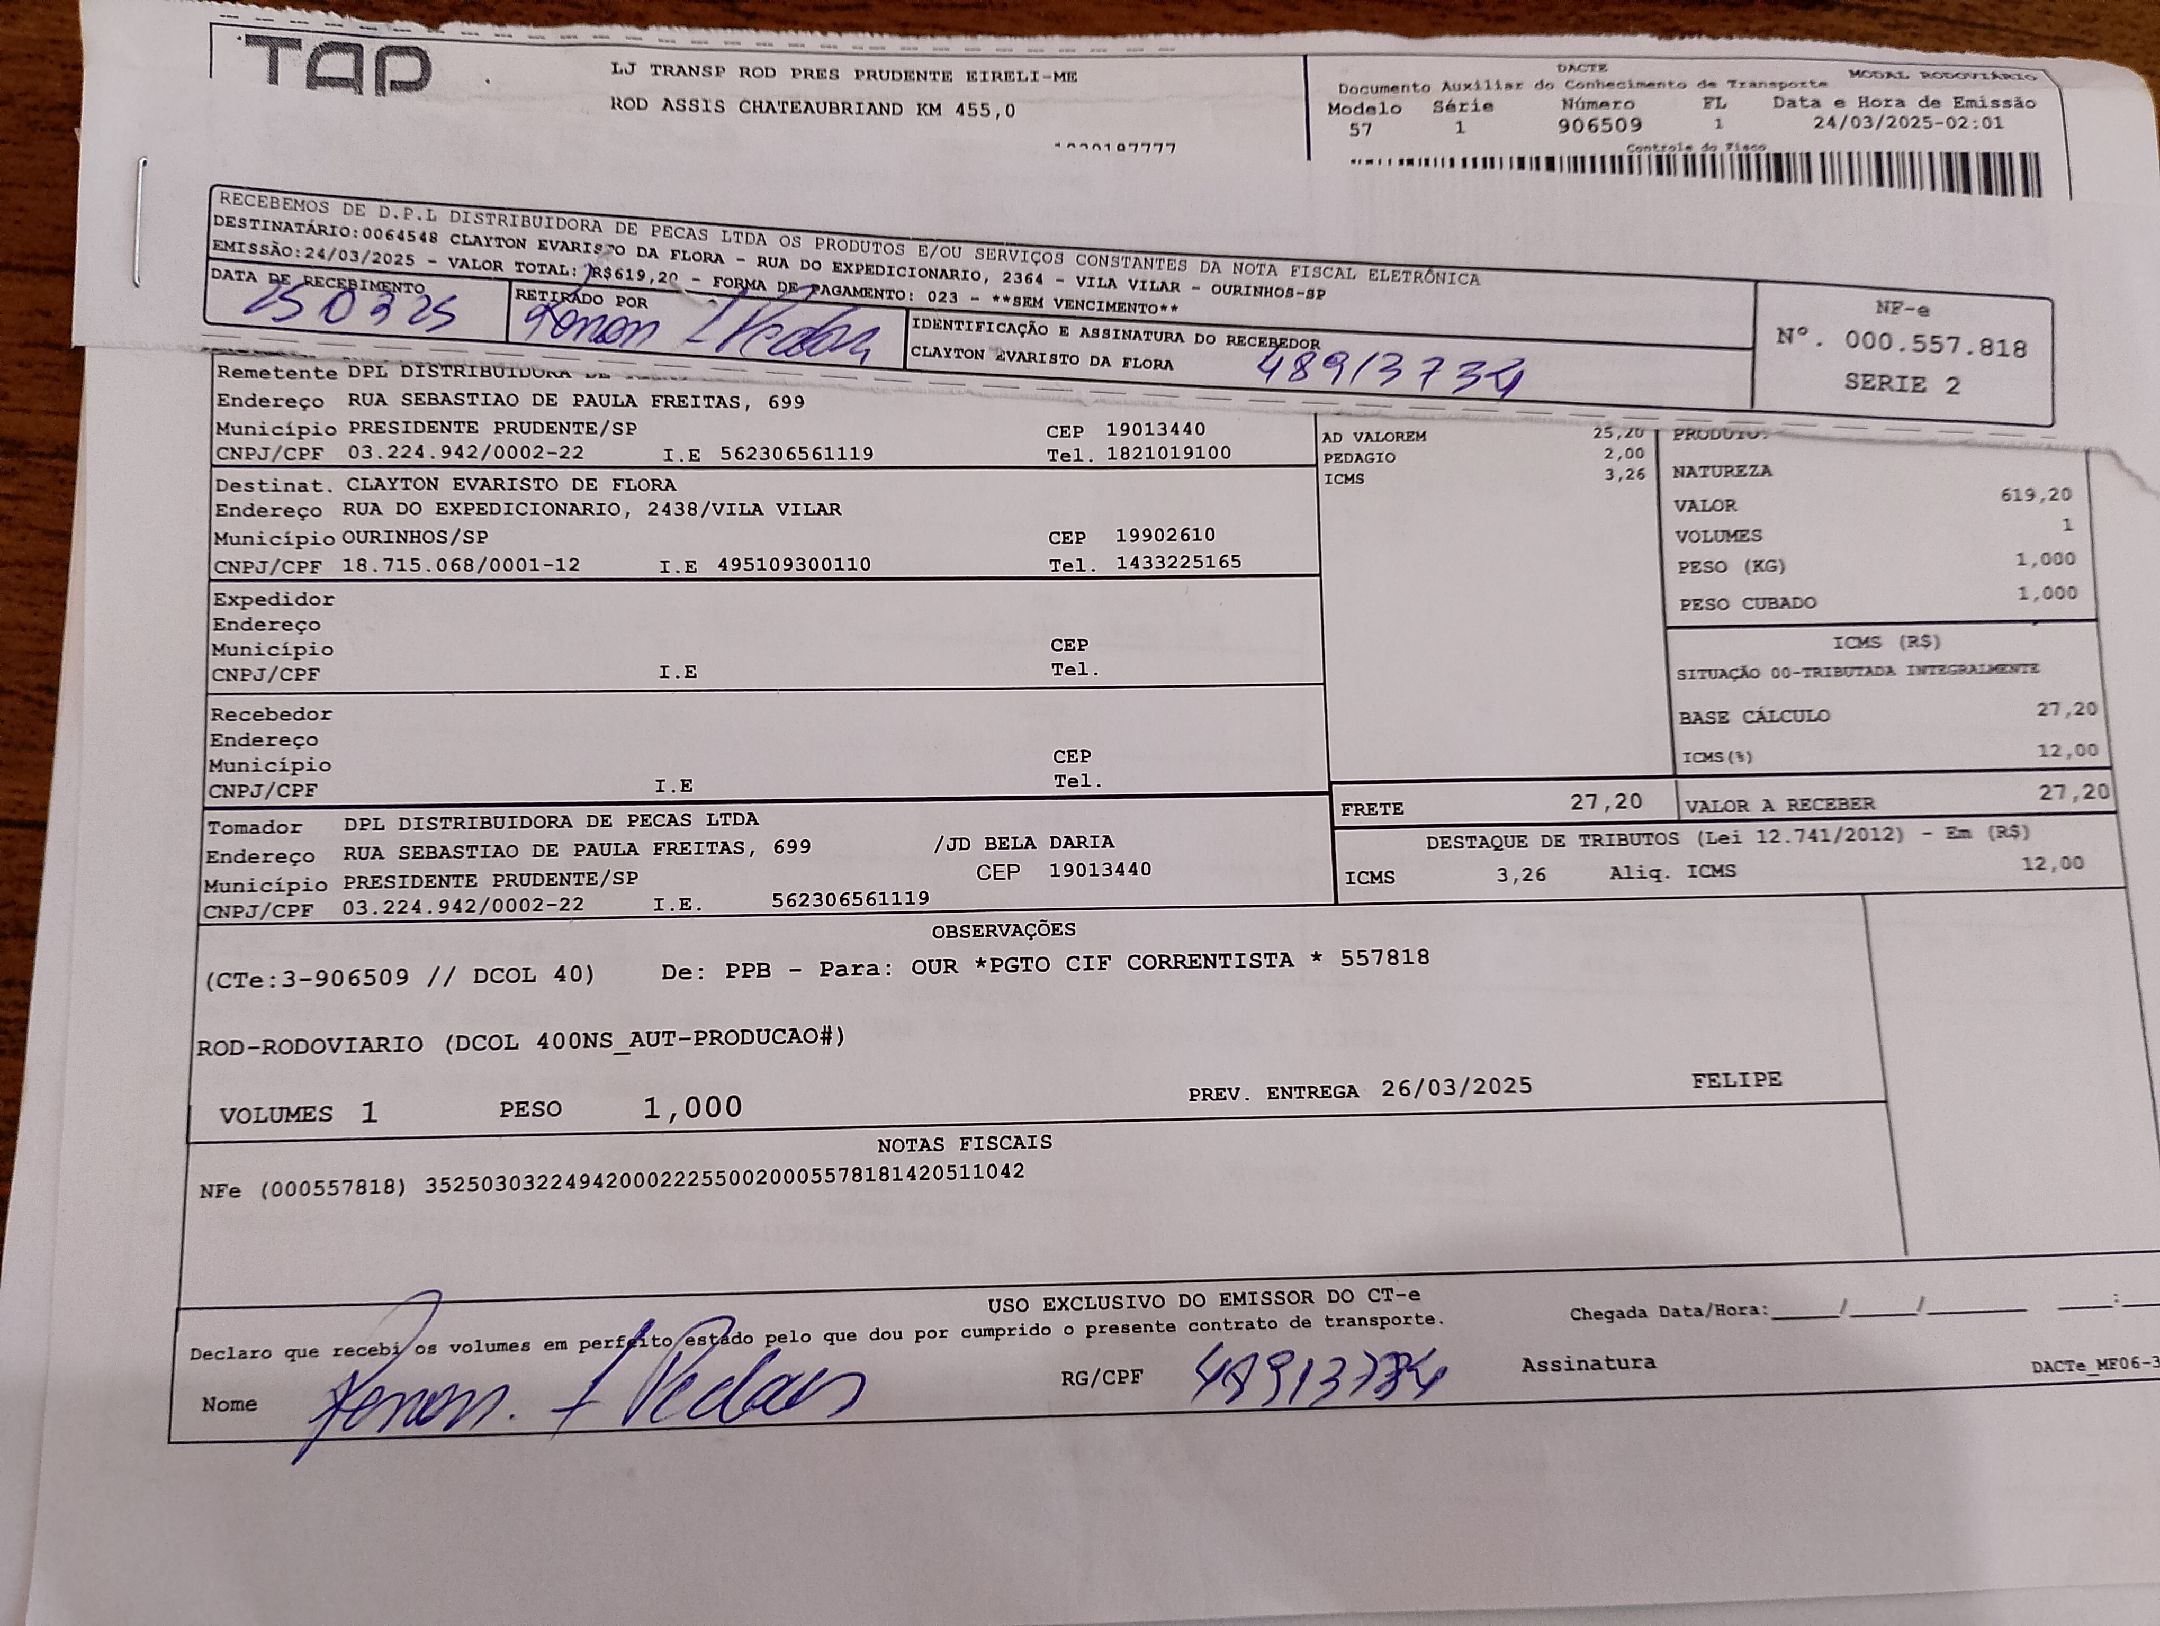 TAP
LJ TRANSP ROD PRES PRUDENTE EIRELI-ME
ROD ASSIS CHATEAUBRIAND KM 455,0
DACTE
MODAL RODOVIÁRIO
Documento Auxiliar do Conhecimento de Transporte
Modelo Série Número FL Data e Hora de Emissão
57 1 906509 1 24/03/2025-02:01
Controle do Fisco
RECEBEMOS DE D.P.L DISTRIBUIDORA DE PECAS LTDA OS PRODUTOS E/OU SERVIÇOS CONSTANTES DA NOTA FISCAL ELETRÔNICA
DESTINATÁRIO:0064548 CLAYTON EVARISTO DA FLORA - RUA DO EXPEDICIONARIO, 2364 - VILA VILAR - OURINHOS-SP
EMISSÃO:24/03/2025 - VALOR TOTAL: R$619,20 - FORMA DE PAGAMENTO: 023 - **SEM VENCIMENTO**
DATA DE RECEBIMENTO
25 03 25
RETIRADO POR
IDENTIFICAÇÃO E ASSINATURA DO RECEBEDOR
CLAYTON EVARISTO DA FLORA
48913734
NF-e
Nº. 000.557.818
SERIE 2
Remetente DPL DISTRIBUIDORA DE
Endereço RUA SEBASTIAO DE PAULA FREITAS, 699
Município PRESIDENTE PRUDENTE/SP CEP 19013440
CNPJ/CPF 03.224.942/0002-22 I.E 562306561119 Tel. 1821019100
Destinat. CLAYTON EVARISTO DE FLORA
Endereço RUA DO EXPEDICIONARIO, 2438/VILA VILAR
Município OURINHOS/SP CEP 19902610
CNPJ/CPF 18.715.068/0001-12 I.E 495109300110 Tel. 1433225165
Expedidor
Endereço
Município CEP
CNPJ/CPF I.E Tel.
Recebedor
Endereço
Município CEP
CNPJ/CPF I.E Tel.
Tomador DPL DISTRIBUIDORA DE PECAS LTDA
Endereço RUA SEBASTIAO DE PAULA FREITAS, 699 /JD BELA DARIA
Município PRESIDENTE PRUDENTE/SP CEP 19013440
CNPJ/CPF 03.224.942/0002-22 I.E. 562306561119
AD VALOREM 25,20
PEDAGIO 2,00
ICMS 3,26
PRODUTO:
NATUREZA
VALOR 619,20
VOLUMES 1
PESO (KG) 1,000
PESO CUBADO 1,000
ICMS (R$)
SITUAÇÃO 00-TRIBUTADA INTEGRALMENTE
BASE CÁLCULO 27,20
ICMS(%) 12,00
FRETE 27,20 VALOR A RECEBER 27,20
DESTAQUE DE TRIBUTOS (Lei 12.741/2012) - Em (R$)
ICMS 3,26 Aliq. ICMS 12,00
OBSERVAÇÕES
(CTe:3-906509 // DCOL 40) De: PPB - Para: OUR *PGTO CIF CORRENTISTA * 557818
ROD-RODOVIARIO (DCOL 400NS_AUT-PRODUCAO#)
VOLUMES 1 PESO 1,000 PREV. ENTREGA 26/03/2025 FELIPE
NOTAS FISCAIS
NFe (000557818) 35250303224942000222550020005578181420511042
USO EXCLUSIVO DO EMISSOR DO CT-e
Declaro que recebi os volumes em perfeito estado pelo que dou por cumprido o presente contrato de transporte.
Chegada Data/Hora:_____/_____/_______ ____:
Nome
RG/CPF 48913734
Assinatura
DACTe_MF06-3